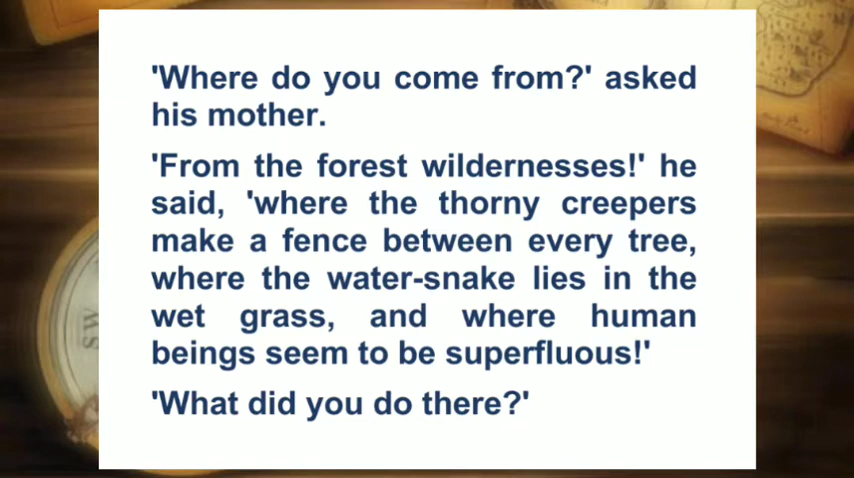 'Where do you come from?' asked
his mother.
'From the forest wildernesses!' he
said, 'where the thorny creepers
make a fence between every tree,
where the water-snake lies in the
wet grass, and where human
beings seem to be superfluous!'
'What did you do there?'
SW